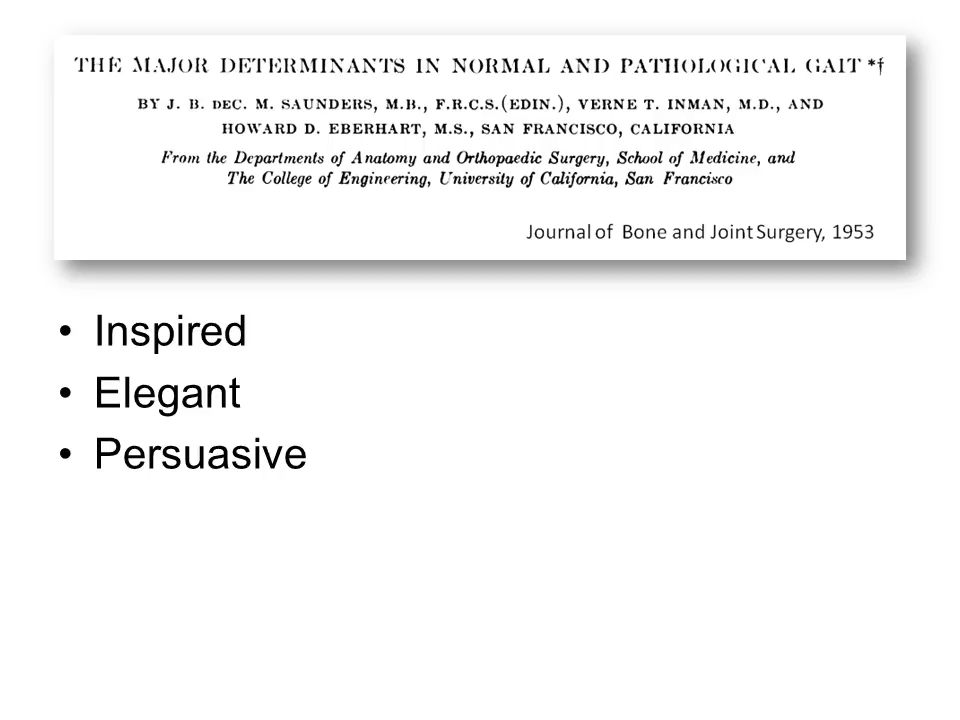 THE MAJOR DETERMINANTS IN NORMAL AND PATHOLOGICAL GAIT *†
BY J. B. DEC. M. SAUNDERS, M.B., F.R.C.S.(EDIN.), VERNE T. INMAN, M.D., AND
HOWARD D. EBERHART, M.S., SAN FRANCISCO, CALIFORNIA
From the Departments of Anatomy and Orthopaedic Surgery, School of Medicine, and
The College of Engineering, University of California, San Francisco
Journal of Bone and Joint Surgery, 1953
• Inspired
• Elegant
• Persuasive